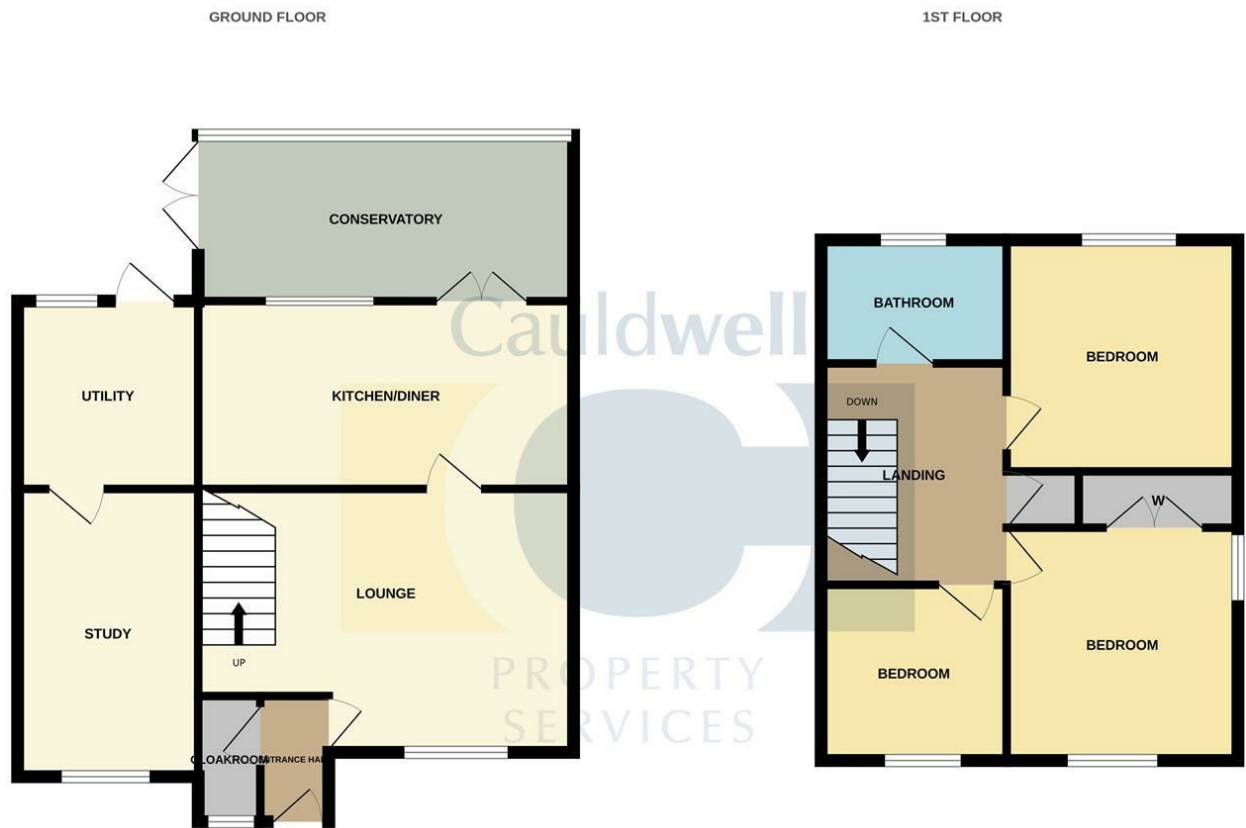 GROUND FLOOR
1ST FLOOR
CONSERVATORY
UTILITY
KITCHEN/DINER
STUDY
LOUNGE
UP
CLOAKROOM
BATHROOM
BEDROOM
DOWN
LANDING
W
BEDROOM
BEDROOM
Cauldwell
PROPERTY
SERVICES